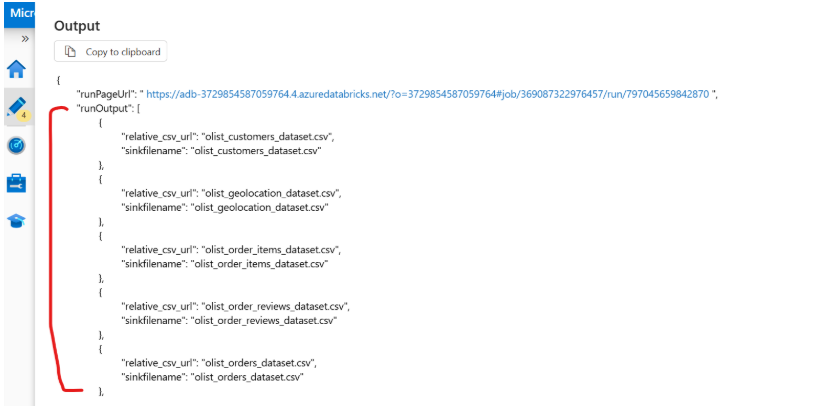 Micr
Output
Copy to clipboard
{
"runPageUrl": " https://adb-3729854587059764.4.azuredatabricks.net/?o=3729854587059764#job/369087322976457/run/797045659842870 ",
"runOutput": [
{
"relative_csv_url": "olist_customers_dataset.csv",
"sinkfilename": "olist_customers_dataset.csv"
},
{
"relative_csv_url": "olist_geolocation_dataset.csv",
"sinkfilename": "olist_geolocation_dataset.csv"
},
{
"relative_csv_url": "olist_order_items_dataset.csv",
"sinkfilename": "olist_order_items_dataset.csv"
},
{
"relative_csv_url": "olist_order_reviews_dataset.csv",
"sinkfilename": "olist_order_reviews_dataset.csv"
},
{
"relative_csv_url": "olist_orders_dataset.csv",
"sinkfilename": "olist_orders_dataset.csv"
},
4